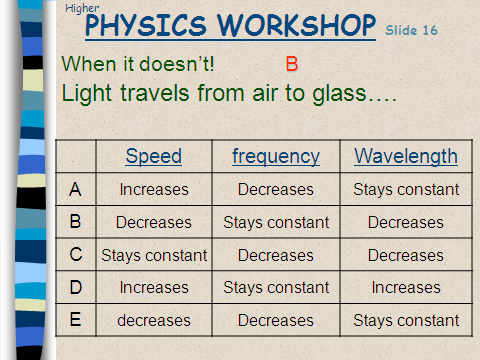 Higher
PHYSICS WORKSHOP Slide 16
When it doesn't! B
Light travels from air to glass....
Speed frequency Wavelength
A Increases Decreases Stays constant
B Decreases Stays constant Decreases
C Stays constant Decreases Decreases
D Increases Stays constant Increases
E decreases Decreases Stays constant